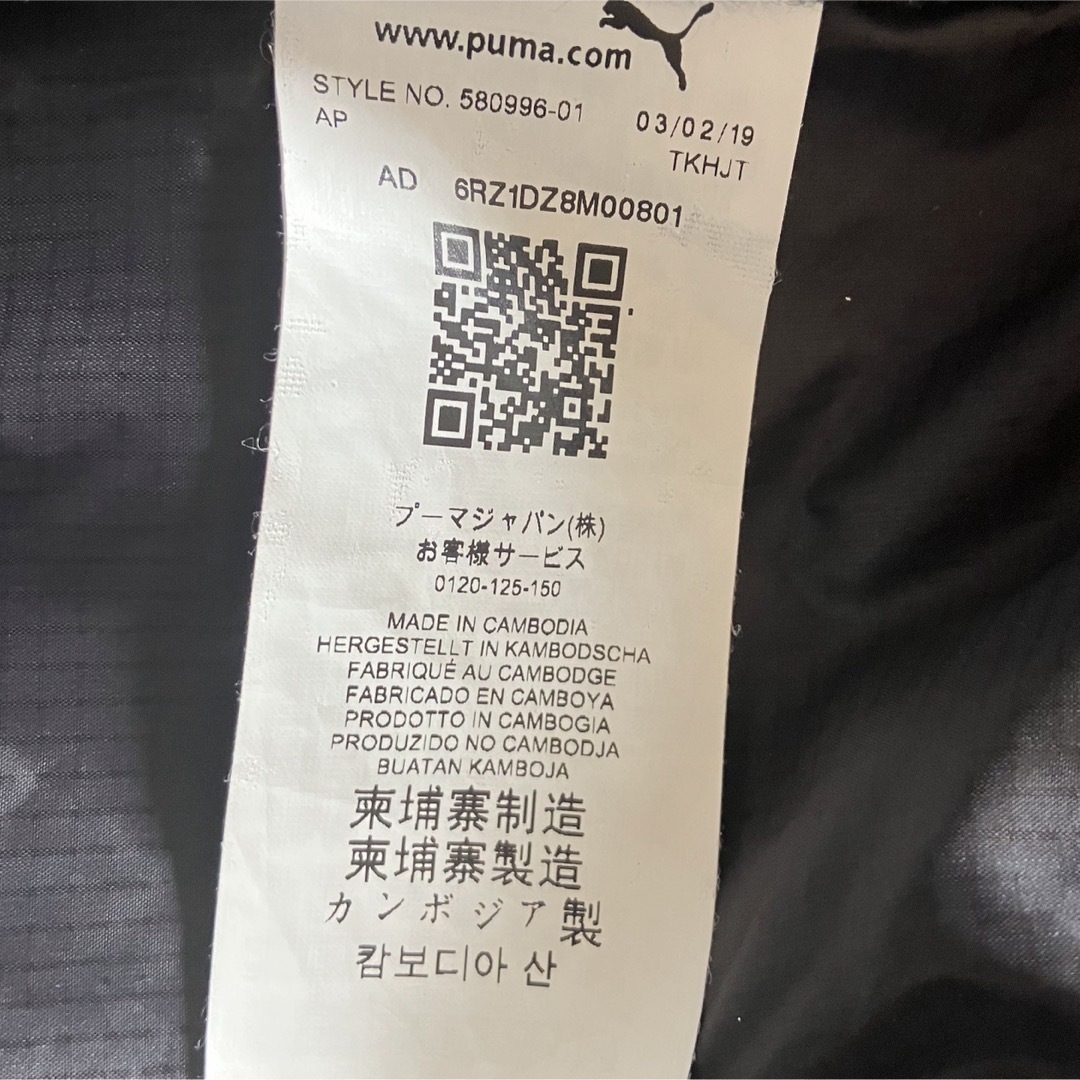 www.puma.com
STYLE NO. 580996-01 03/02/19
AP TKHJT
AD 6RZ1DZ8M00801
プーマジャパン(株)
お客様サービス
0120-125-150
MADE IN CAMBODIA
HERGESTELLT IN KAMBODSCHA
FABRIQUÉ AU CAMBODGE
FABRICADO EN CAMBOYA
PRODOTTO IN CAMBOGIA
PRODUZIDO NO CAMBODJA
BUATAN KAMBOJA
柬埔寨制造
柬埔寨製造
カンボジア製
캄보디아 산